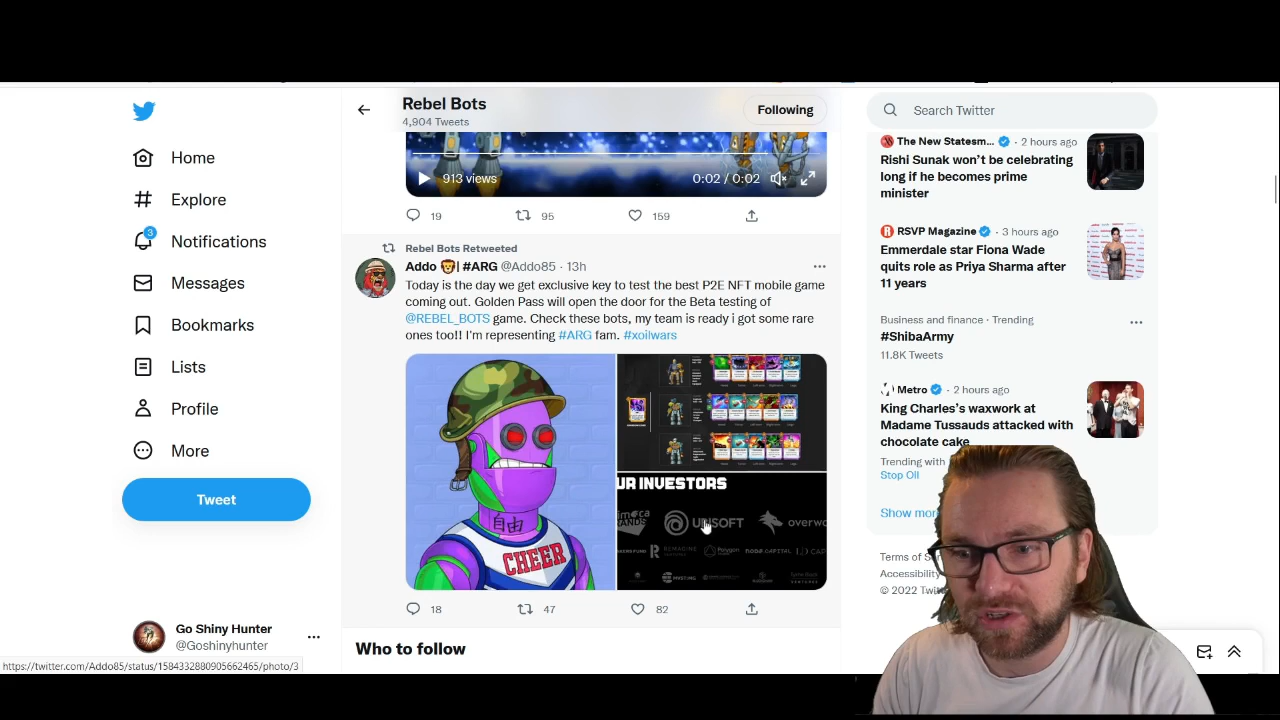 Home
Explore
3
Notifications
Messages
Bookmarks
Lists
Profile
More
Tweet
Go Shiny Hunter
@Goshinyhunter
https://twitter.com/Addo85/status/1584332880905662465/photo/3
Rebel Bots
4,904 Tweets
Following
913 views
0:02 / 0:02
19
95
159
Rebel Bots Retweeted
Addo 🦁| #ARG @Addo85 · 13h
Today is the day we get exclusive key to test the best P2E NFT mobile game
coming out. Golden Pass will open the door for the Beta testing of
@REBEL_BOTS game. Check these bots, my team is ready i got some rare
ones too!! I'm representing #ARG fam. #xoilwars
自由
CHEER
UR INVESTORS
UBISOFT
overwo
REMAGINE
Polygon
NODE CAPITAL
18
47
82
Who to follow
Search Twitter
The New Statesm... · 2 hours ago
Rishi Sunak won't be celebrating
long if he becomes prime
minister
RSVP Magazine · 3 hours ago
Emmerdale star Fiona Wade
quits role as Priya Sharma after
11 years
Business and finance · Trending
#ShibaArmy
11.8K Tweets
Metro · 2 hours ago
King Charles's waxwork at
Madame Tussauds attacked with
chocolate cake
Trending with
Stop Oil
Show mor
Terms of S
Accessibility
© 2022 Twit